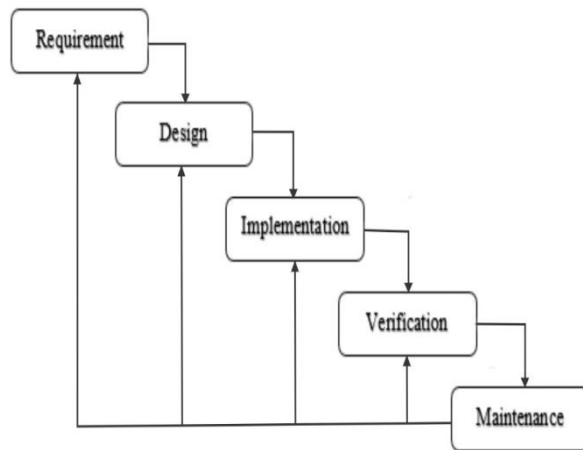 Requirement
Design
Implementation
Verification
Maintenance